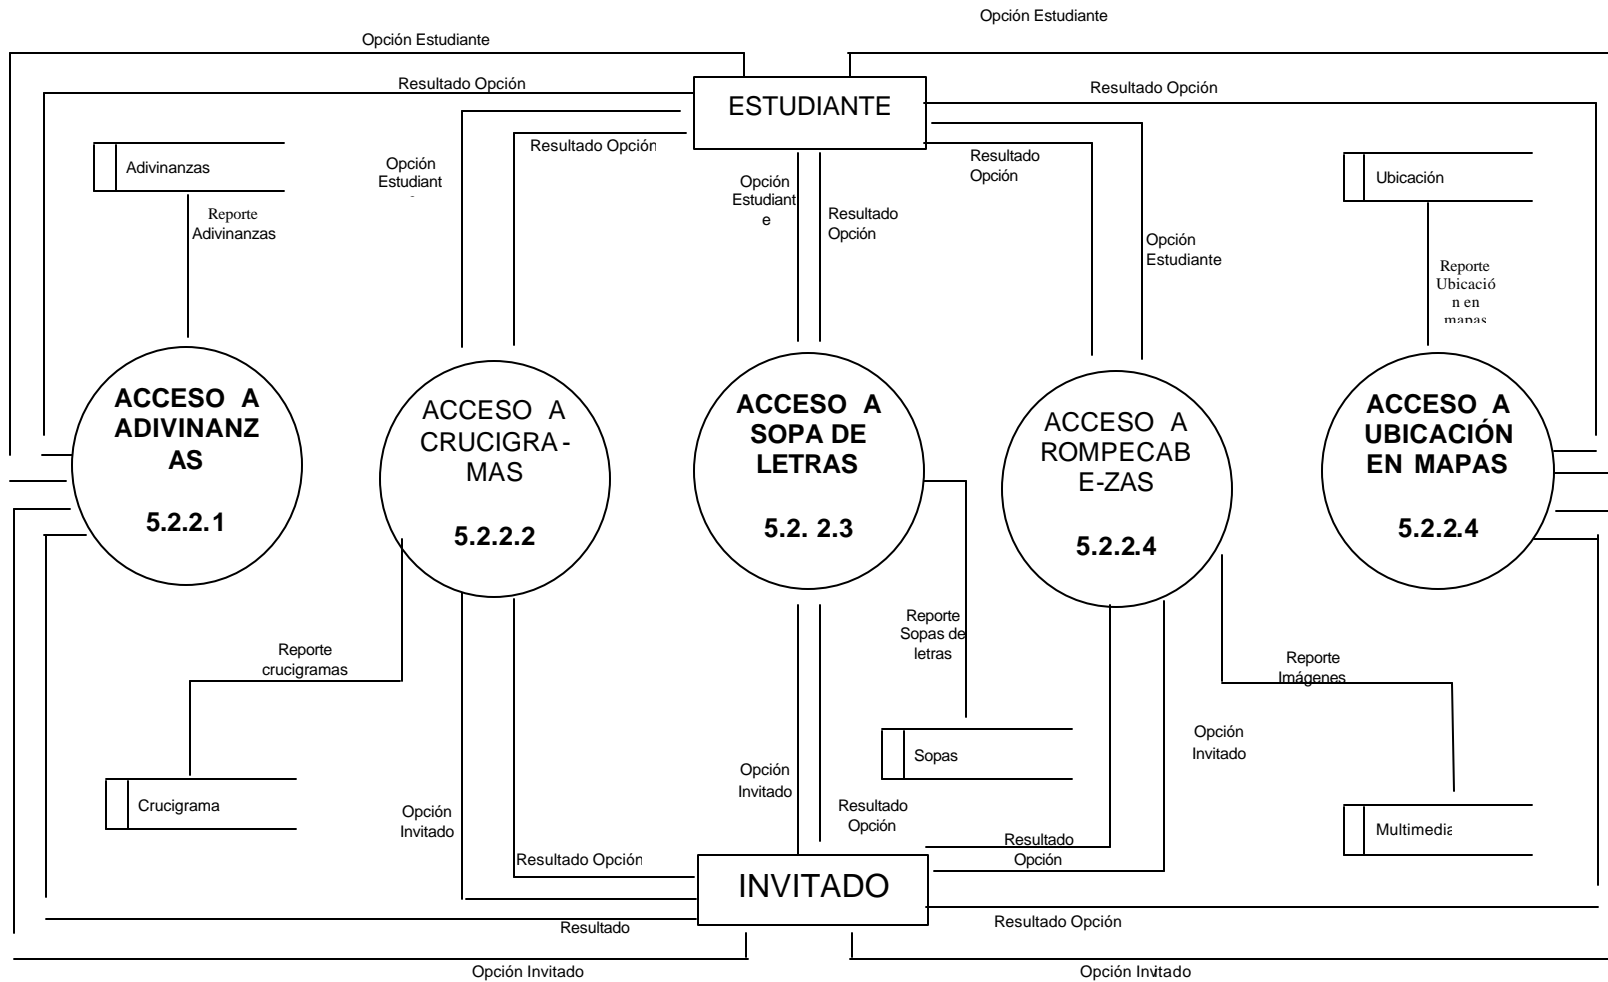 Opción Estudiante
Opción Estudiante
Resultado Opción
Resultado Opción
ESTUDIANTE
Resultado Opción
Resultado
Opción
Adivinanzas
Opción
Estudiant
Opción
Estudiant
e
Ubicación
Reporte
Adivinanzas
Resultado
Opción
Opción
Estudiante
Reporte
Ubicació
n en
mapas
ACCESO A
ADIVINANZ
AS
5.2.2.1
ACCESO A
CRUCIGRA-
MAS
5.2.2.2
ACCESO A
SOPA DE
LETRAS
5.2. 2.3
ACCESO A
ROMPECAB
E-ZAS
5.2.2.4
ACCESO A
UBICACIÓN
EN MAPAS
5.2.2.4
Reporte
crucigramas
Reporte
Sopas de
letras
Reporte
Imágenes
Opción
Invitado
Sopas
Opción
Invitado
Crucigrama
Opción
Invitado
Resultado
Opción
Multimedia
Resultado
Opción
Resultado Opción
INVITADO
Resultado
Resultado Opción
Opción Invitado
Opción Invitado